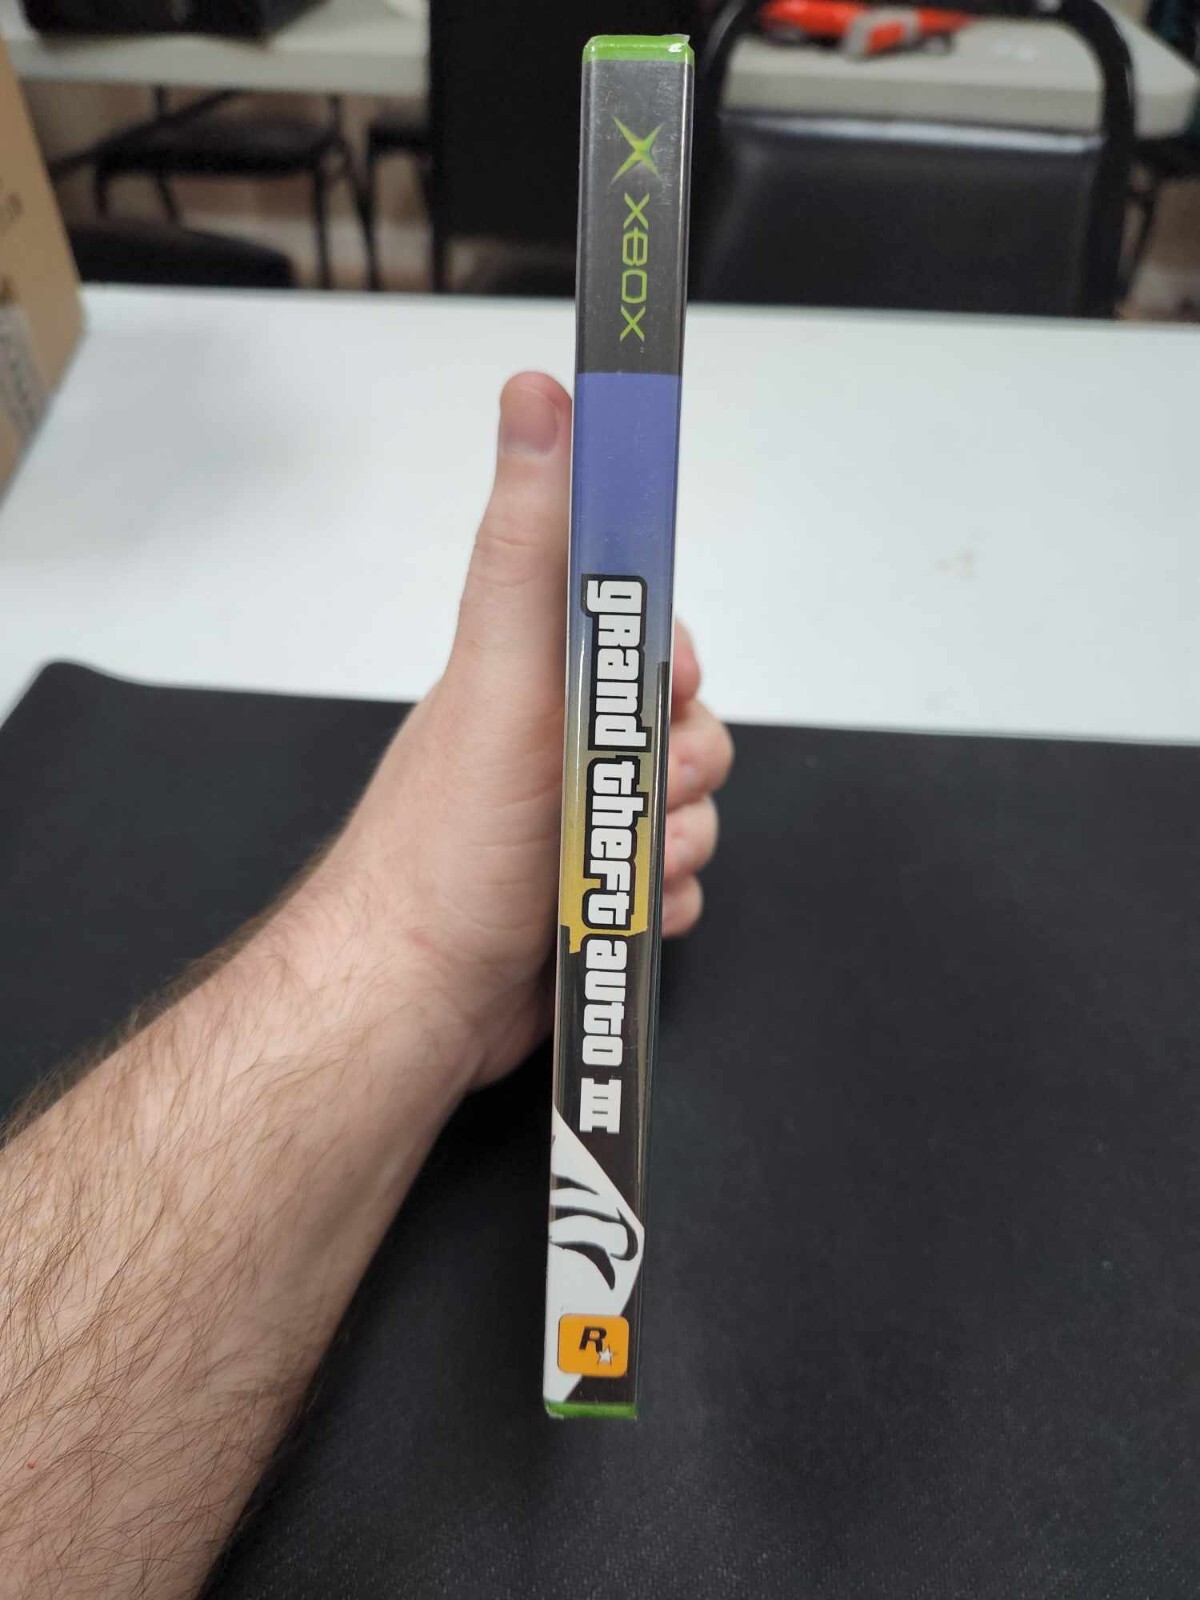 XBOX
grand theft auto III
R